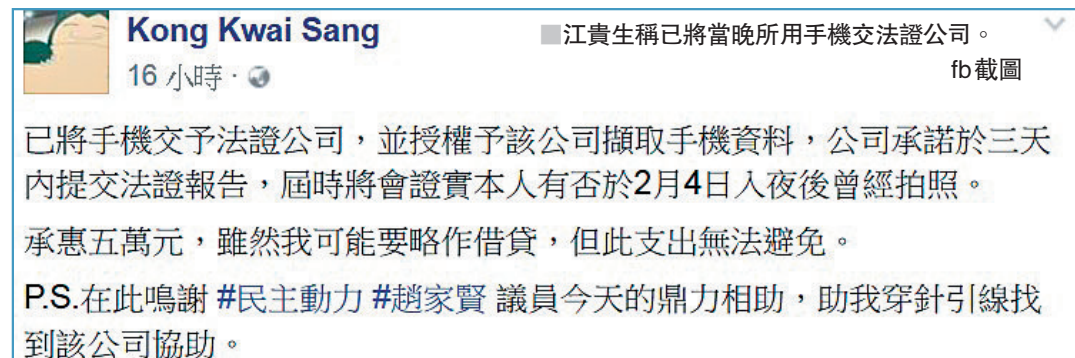 Kong Kwai Sang
16 小時 ·
■江貴生稱已將當晚所用手機交法證公司。
fb截圖
已將手機交予法證公司，並授權予該公司擷取手機資料，公司承諾於三天
內提交法證報告，屆時將會證實本人有否於2月4日入夜後曾經拍照。
承惠五萬元，雖然我可能要略作借貸，但此支出無法避免。
P.S.在此鳴謝 #民主動力 #趙家賢 議員今天的鼎力相助，助我穿針引線找
到該公司協助。